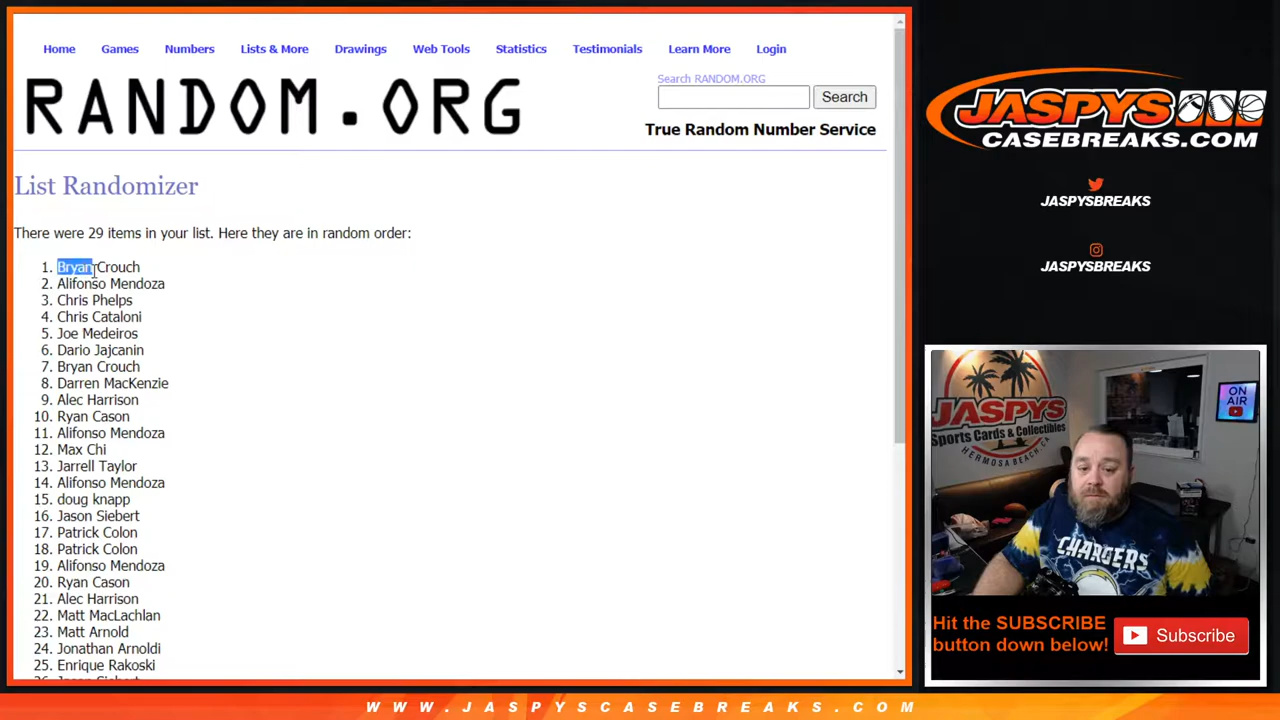 Home Games Numbers Lists & More Drawings Web Tools Statistics Testimonials Learn More Login
RANDOM.ORG
Search RANDOM.ORG
Search
True Random Number Service
List Randomizer
There were 29 items in your list. Here they are in random order:
1. Bryan Crouch
2. Alifonso Mendoza
3. Chris Phelps
4. Chris Cataloni
5. Joe Medeiros
6. Dario Jajcanin
7. Bryan Crouch
8. Darren MacKenzie
9. Alec Harrison
10. Ryan Cason
11. Alifonso Mendoza
12. Max Chi
13. Jarrell Taylor
14. Alifonso Mendoza
15. doug knapp
16. Jason Siebert
17. Patrick Colon
18. Patrick Colon
19. Alifonso Mendoza
20. Ryan Cason
21. Alec Harrison
22. Matt MacLachlan
23. Matt Arnold
24. Jonathan Arnoldi
25. Enrique Rakoski
26. Jason Siebert
JASPYS
CASEBREAKS.COM
JASPYSBREAKS
JASPYSBREAKS
JASPYS
Sports Cards & Collectibles
HERMOSA BEACH, CA
ON AIR
CHARGERS
Hit the SUBSCRIBE
button down below!
Subscribe
WWW.JASPYSCASEBREAKS.COM